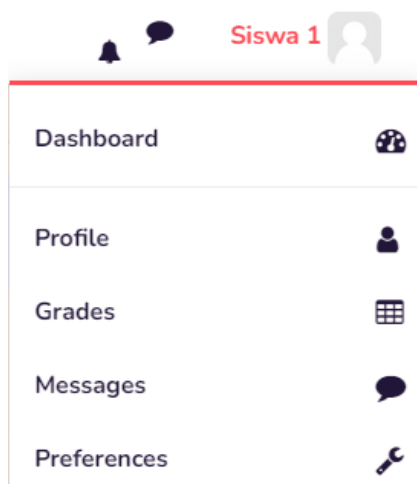 Siswa 1
Dashboard
Profile
Grades
Messages
Preferences